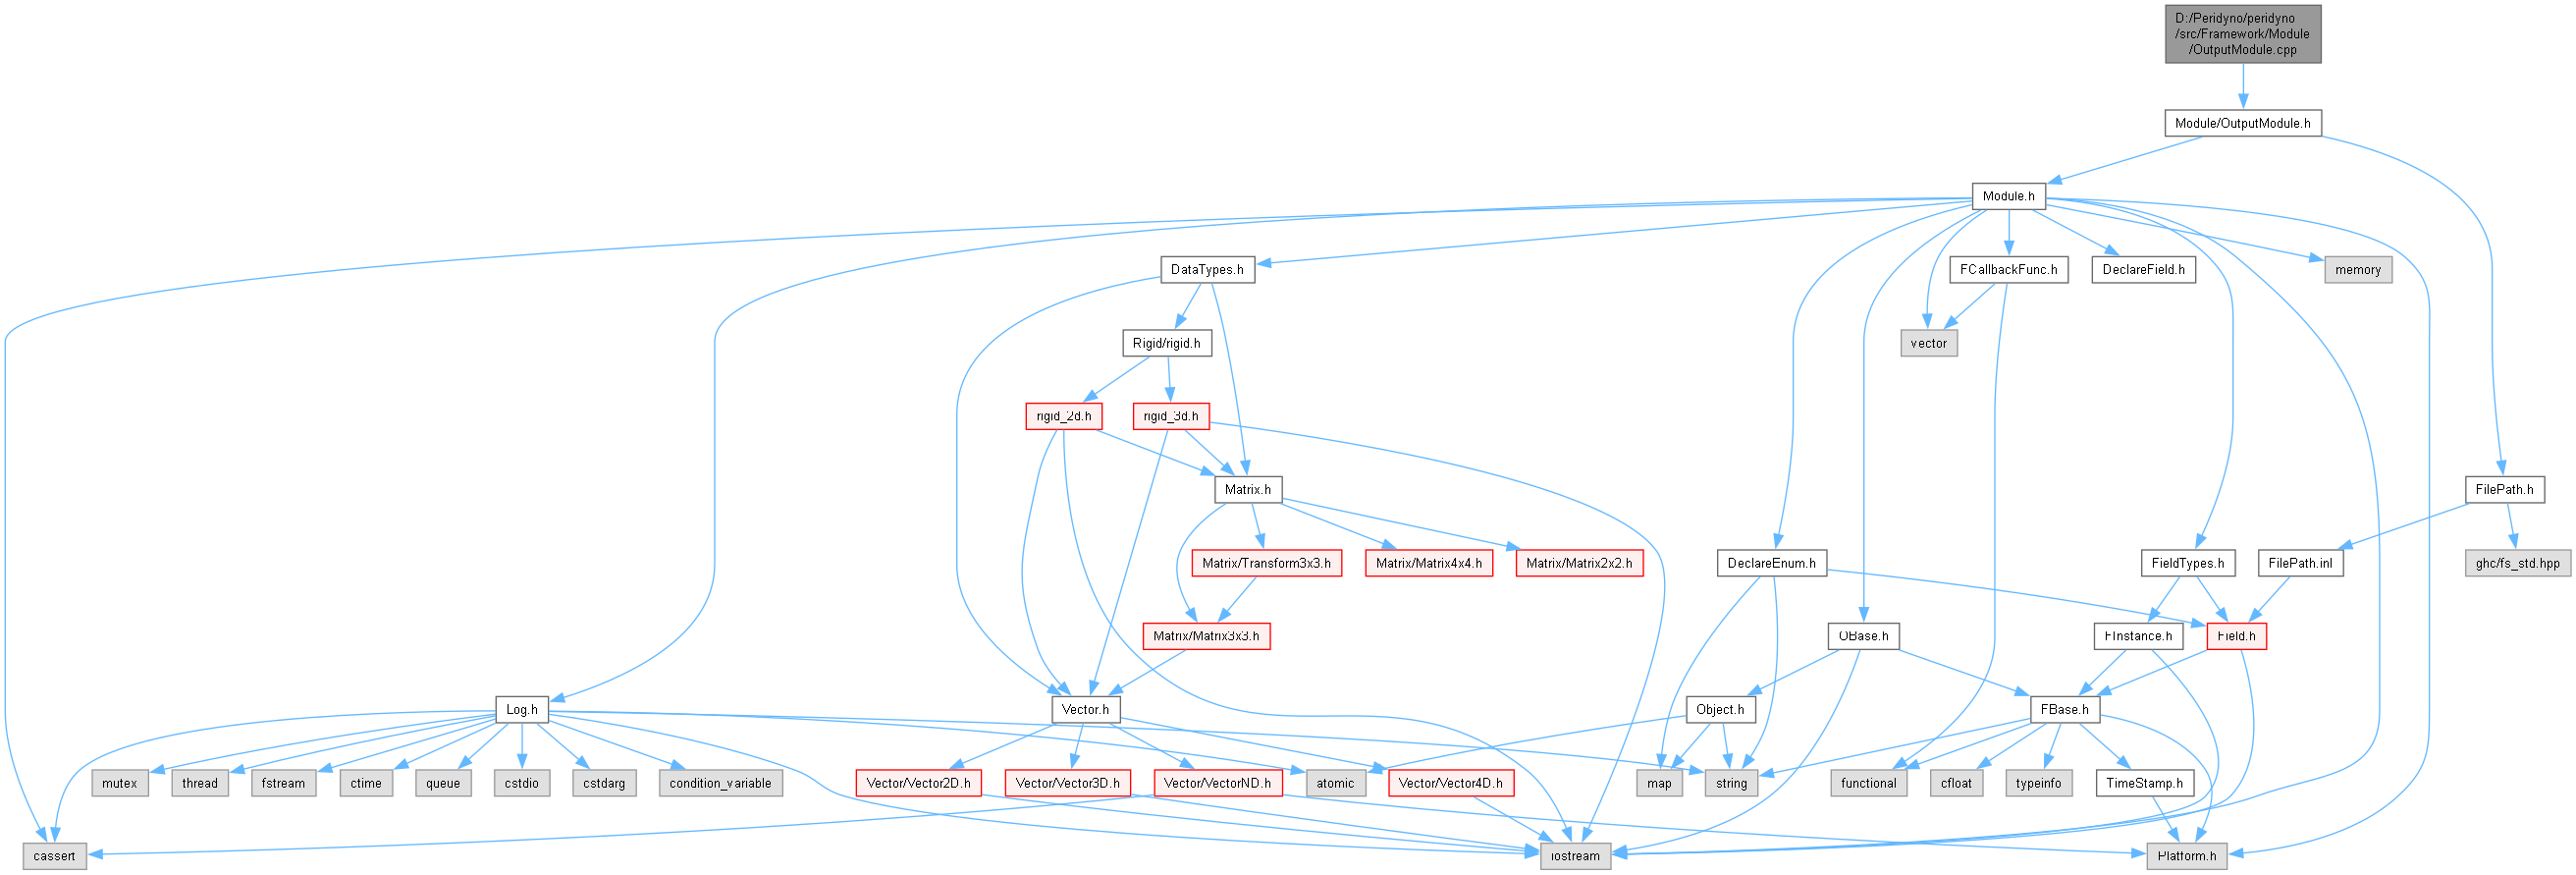 D:/Peridyno/peridyno
/src/Framework/Module
/OutputModule.cpp
Module/OutputModule.h
Module.h
DataTypes.h
FCallbackFunc.h
DeclareField.h
memory
Rigid/rigid.h
vector
rigid_2d.h
rigid_3d.h
Matrix.h
FilePath.h
Matrix/Transform3x3.h
Matrix/Matrix4x4.h
Matrix/Matrix2x2.h
DeclareEnum.h
FieldTypes.h
FilePath.inl
ghc/fs_std.hpp
Matrix/Matrix3x3.h
OBase.h
FInstance.h
Field.h
Log.h
Vector.h
Object.h
FBase.h
mutex
thread
fstream
ctime
queue
cstdio
cstdarg
condition_variable
Vector/Vector2D.h
Vector/Vector3D.h
Vector/VectorND.h
atomic
Vector/Vector4D.h
map
string
functional
cfloat
typeinfo
TimeStamp.h
cassert
iostream
Platform.h